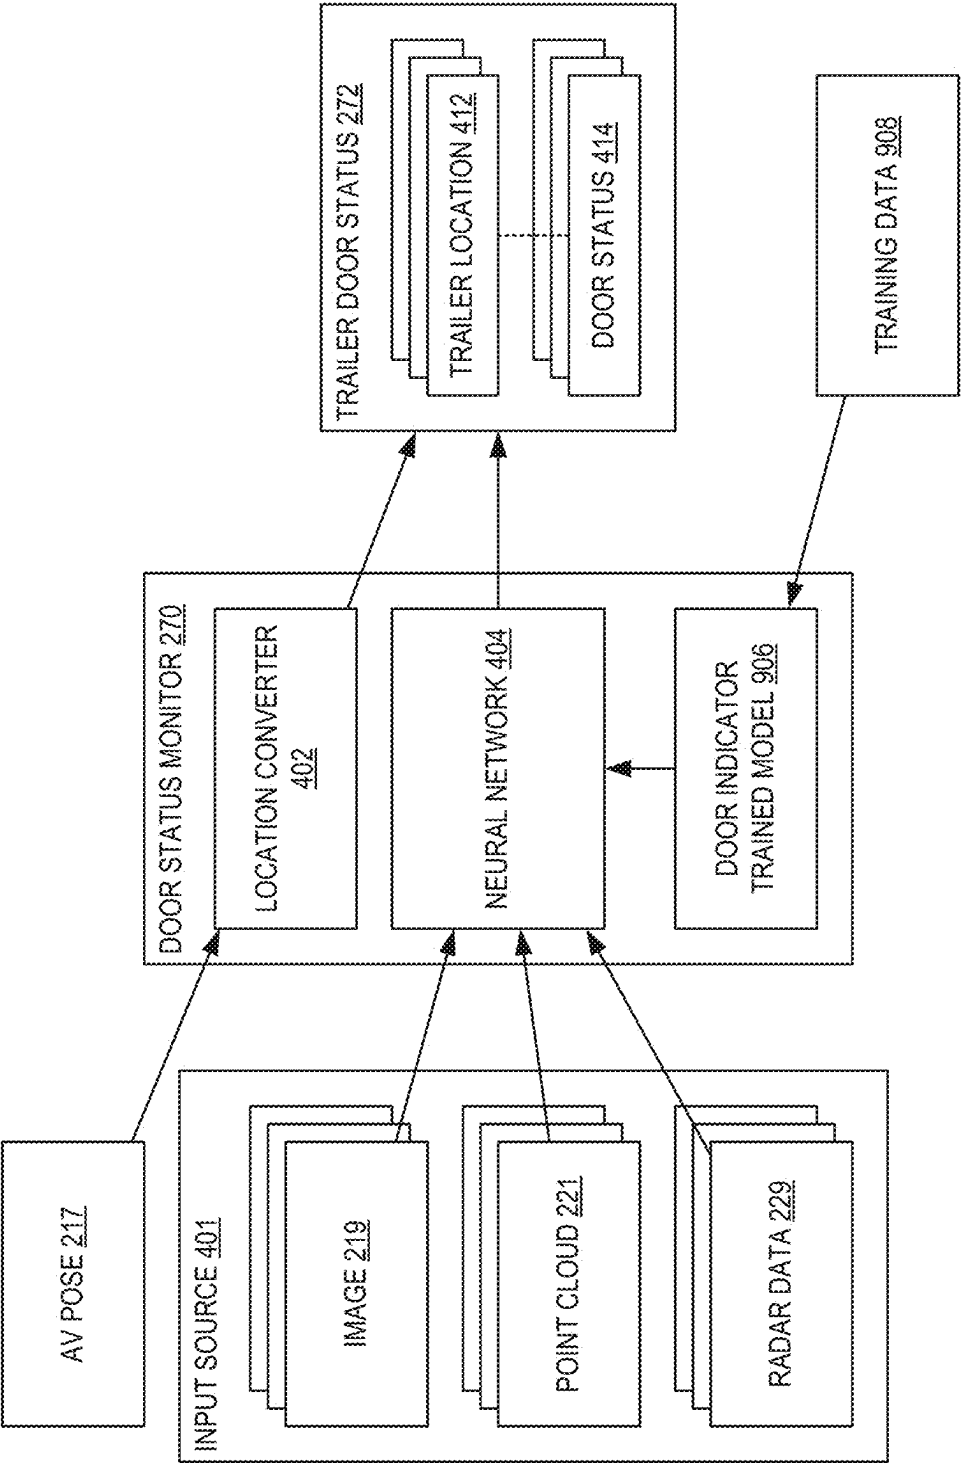 AV POSE 217
INPUT SOURCE 401
IMAGE 219
POINT CLOUD 221
RADAR DATA 229
DOOR STATUS MONITOR 270
LOCATION CONVERTER
402
NEURAL NETWORK 404
DOOR INDICATOR
TRAINED MODEL 906
TRAILER DOOR STATUS 272
TRAILER LOCATION 412
DOOR STATUS 414
TRAINING DATA 908